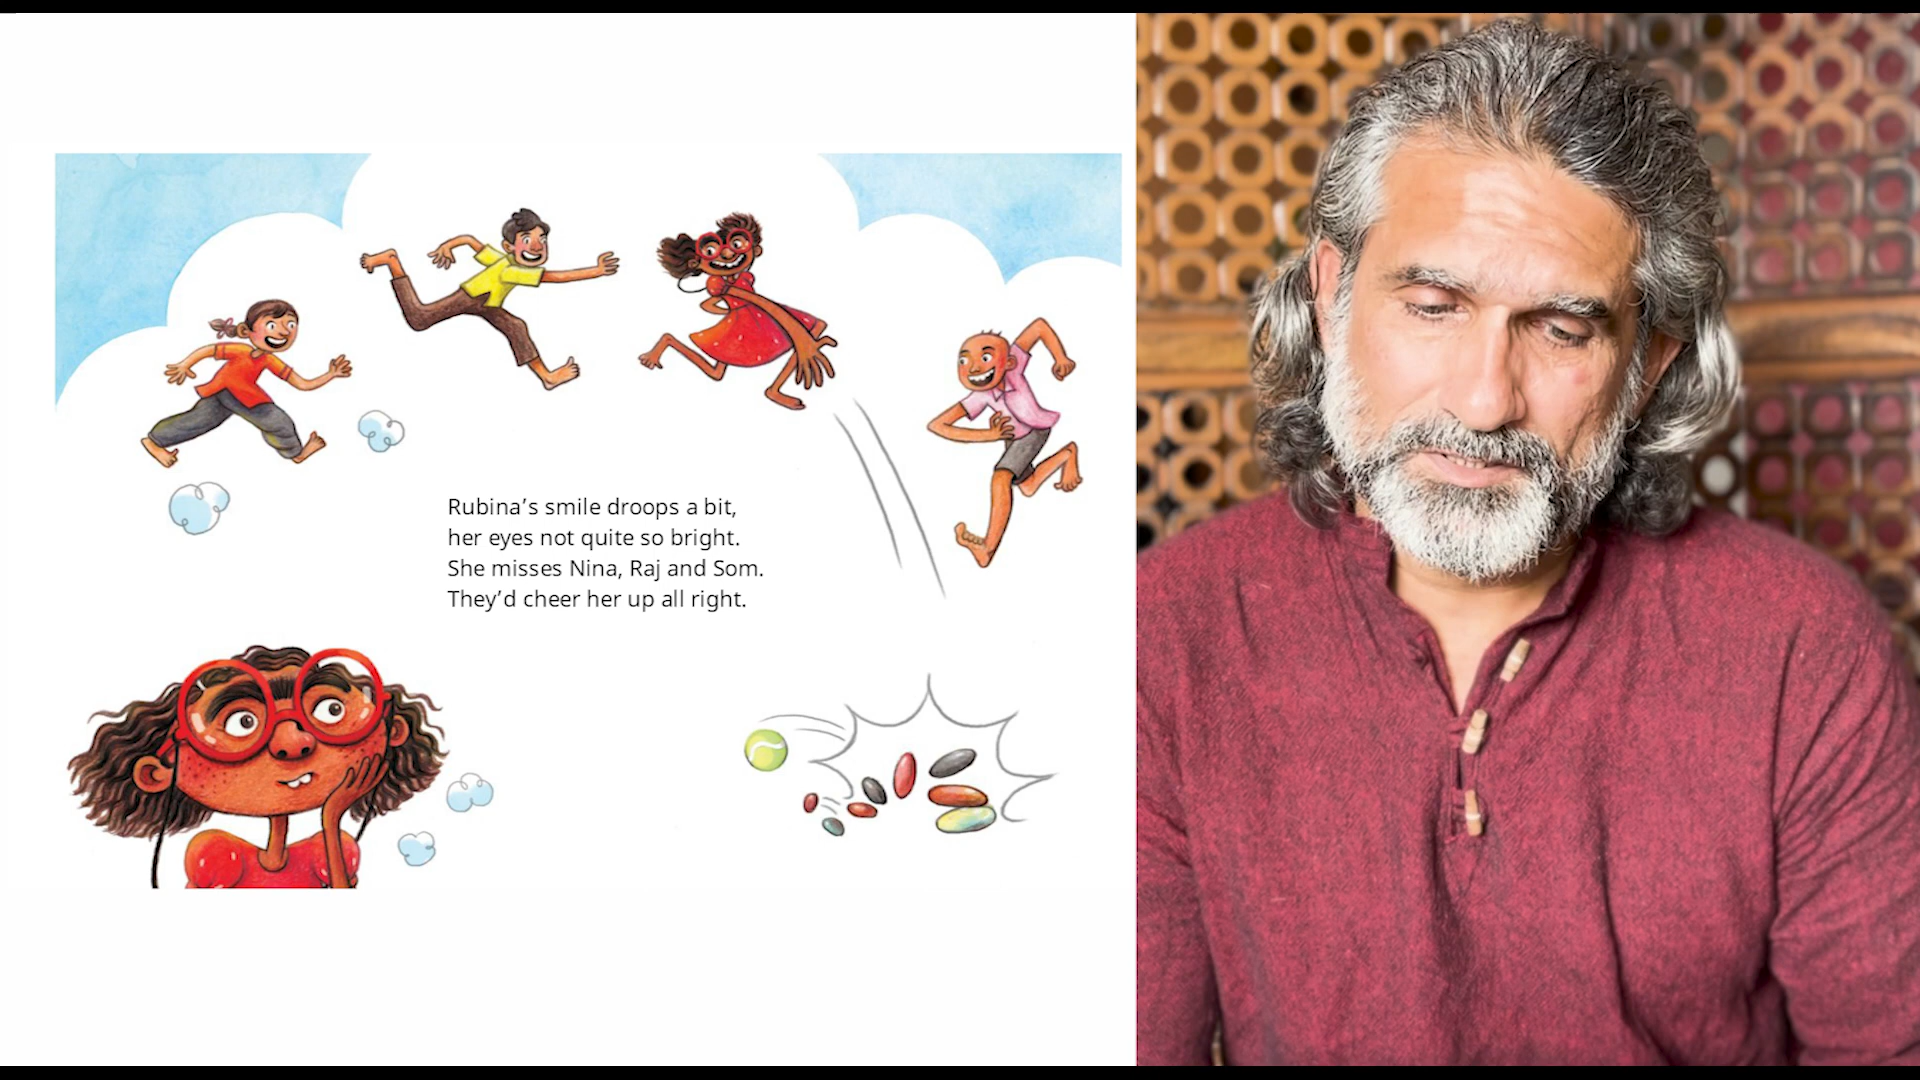 Rubina’s smile droops a bit,
her eyes not quite so bright.
She misses Nina, Raj and Som.
They’d cheer her up all right.